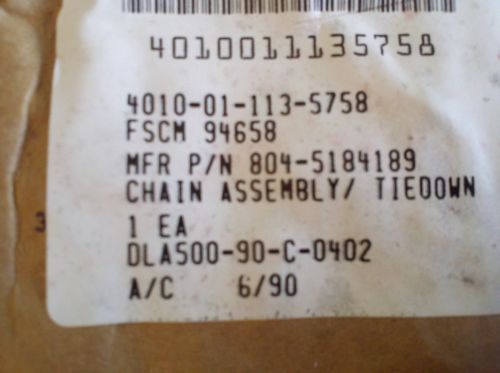 4010011135758
4010-01-113-5758
FSCM 94658
MFR P/N 804-5184189
CHAIN ASSEMBLY/ TIEDOWN
3
1 EA
DLA500-90-C-0402
A/C 6/90